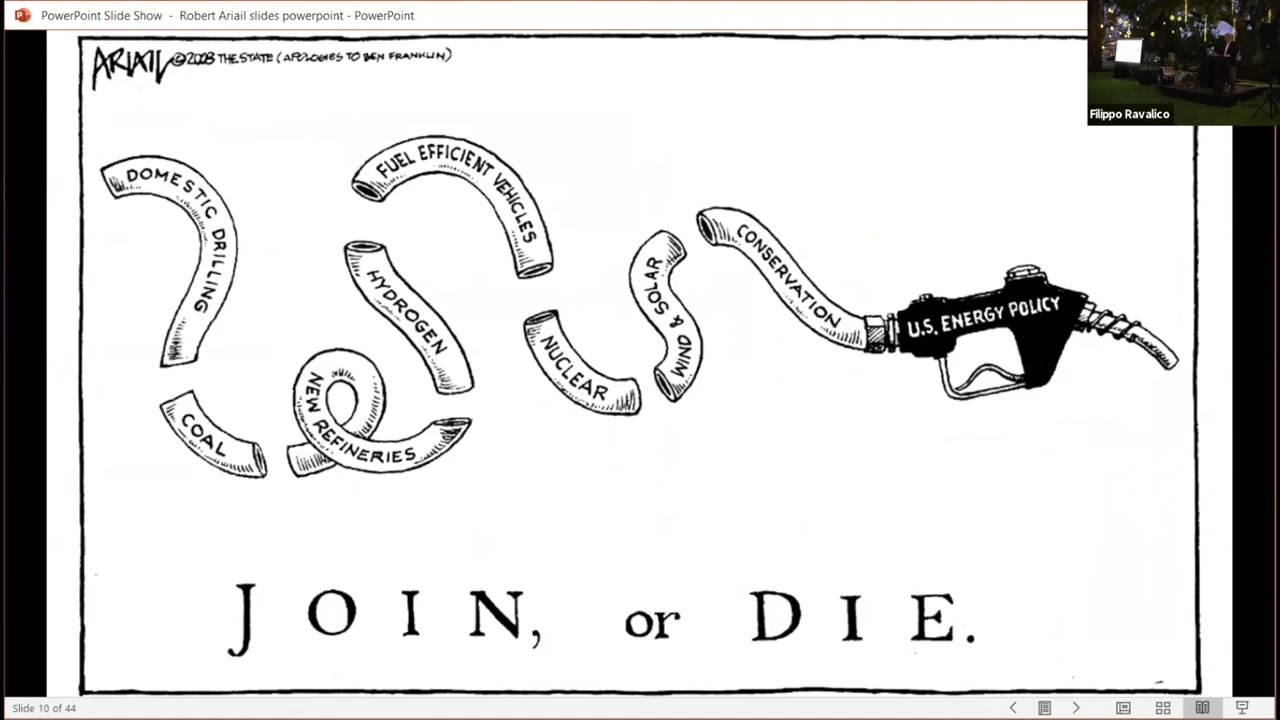 PowerPoint Slide Show - Robert Ariail slides powerpoint - PowerPoint
ARIAIL ©2008 THE STATE (APOLOGIES TO BEN FRANKLIN)
Filippo Ravalico
DOMESTIC DRILLING
COAL
NEW REFINERIES
HYDROGEN
FUEL EFFICIENT VEHICLES
NUCLEAR
SOLAR & WIND
CONSERVATION
U.S. ENERGY POLICY
JOIN, or DIE.
Slide 10 of 44